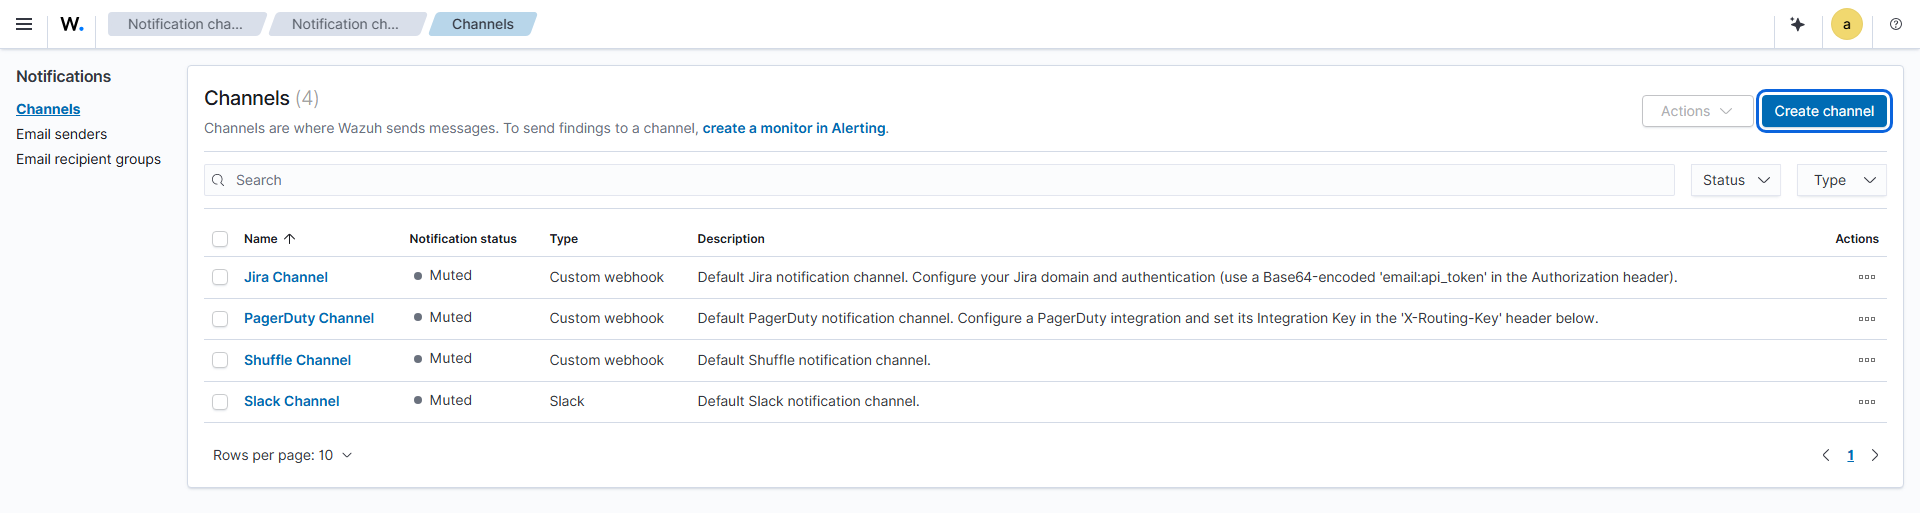 W. Notification cha... Notification ch... Channels a
Notifications
Channels
Email senders
Email recipient groups
Channels (4)
Channels are where Wazuh sends messages. To send findings to a channel, create a monitor in Alerting.
Actions Create channel
Search Status Type
Name Notification status Type Description Actions
Jira Channel Muted Custom webhook Default Jira notification channel. Configure your Jira domain and authentication (use a Base64-encoded 'email:api_token' in the Authorization header).
PagerDuty Channel Muted Custom webhook Default PagerDuty notification channel. Configure a PagerDuty integration and set its Integration Key in the 'X-Routing-Key' header below.
Shuffle Channel Muted Custom webhook Default Shuffle notification channel.
Slack Channel Muted Slack Default Slack notification channel.
Rows per page: 10 1